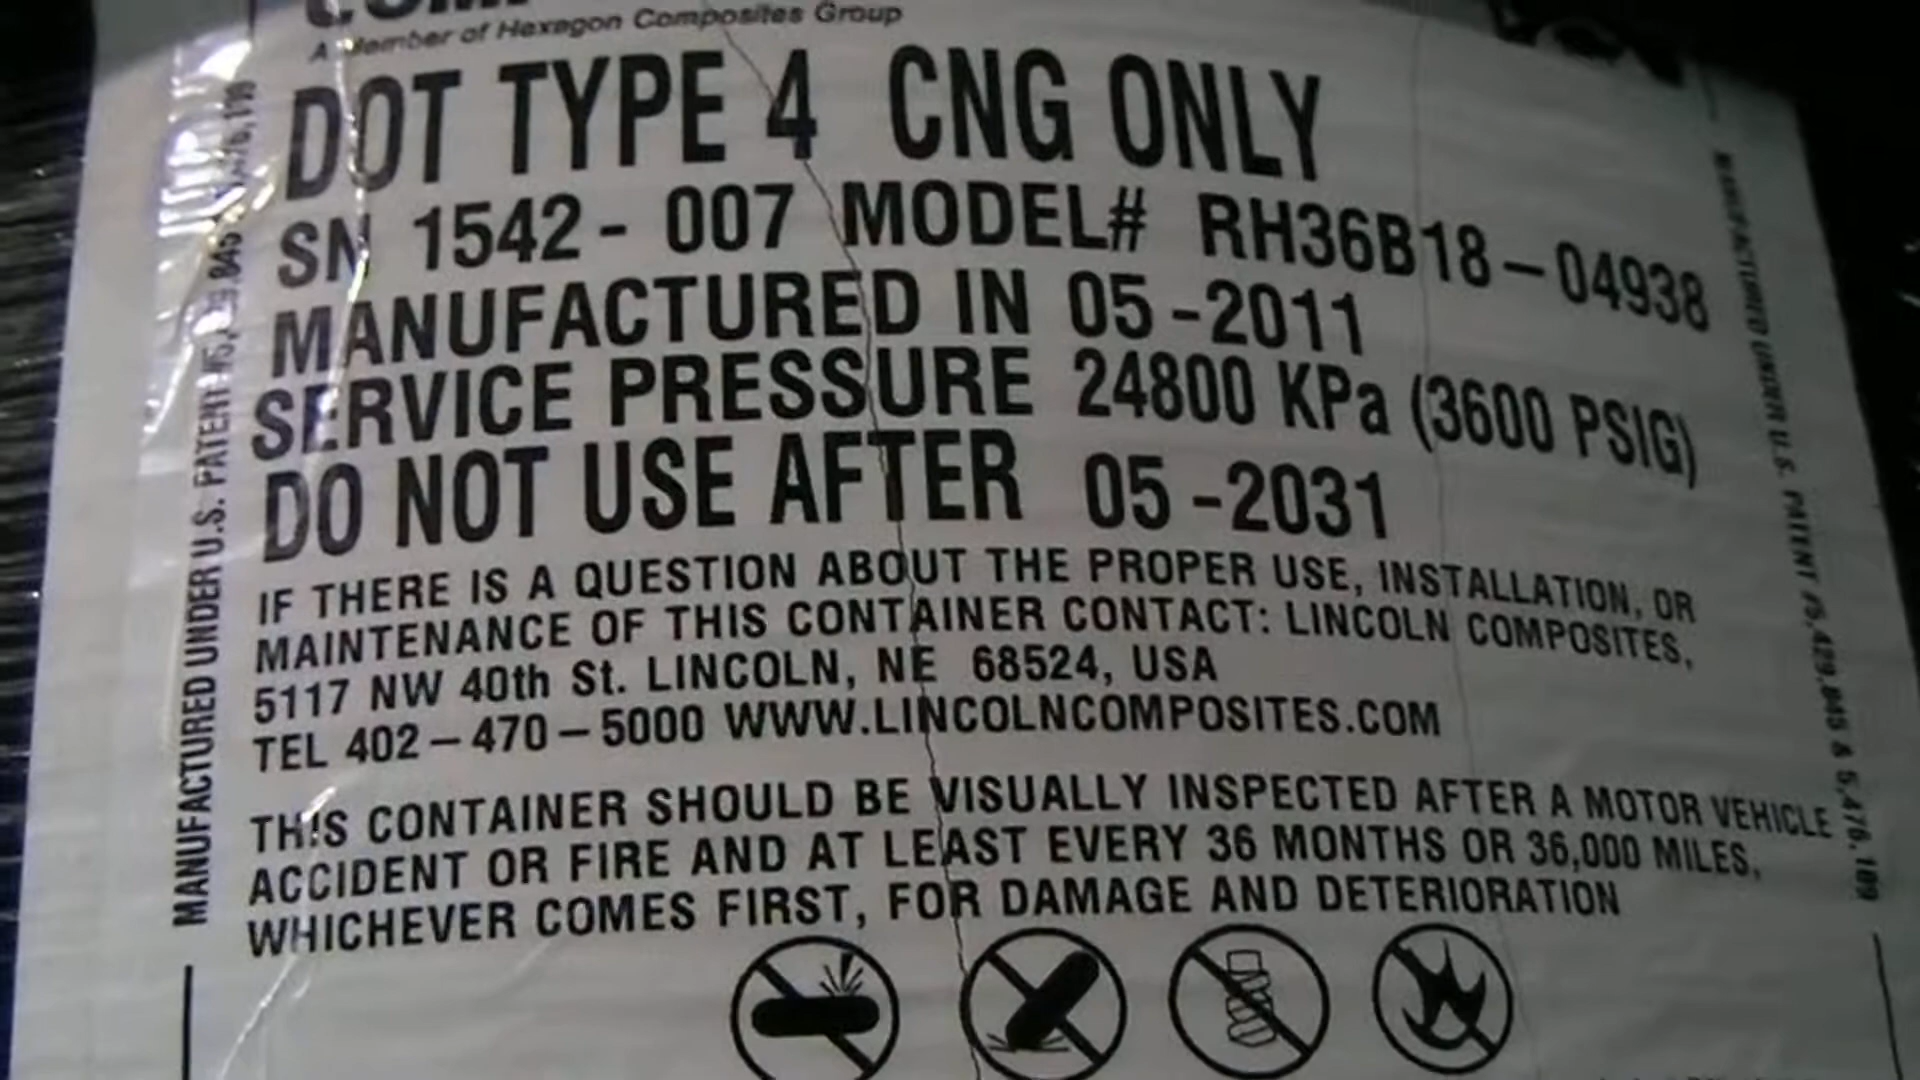 A Member of Hexagon Composites Group
DOT TYPE 4 CNG ONLY
SN 1542- 007 MODEL# RH36B18-04938
MANUFACTURED IN 05-2011
SERVICE PRESSURE 24800 KPa (3600 PSIG)
DO NOT USE AFTER 05-2031
IF THERE IS A QUESTION ABOUT THE PROPER USE, INSTALLATION, OR
MAINTENANCE OF THIS CONTAINER CONTACT: LINCOLN COMPOSITES,
5117 NW 40th St. LINCOLN, NE 68524, USA
TEL 402-470-5000 WWW.LINCOLNCOMPOSITES.COM
THIS CONTAINER SHOULD BE VISUALLY INSPECTED AFTER A MOTOR VEHICLE
ACCIDENT OR FIRE AND AT LEAST EVERY 36 MONTHS OR 36,000 MILES,
WHICHEVER COMES FIRST, FOR DAMAGE AND DETERIORATION
MANUFACTURED UNDER U.S. PATENT
MANUFACTURED UNDER U.S. PATENT #5,429,845 & 5,476,189